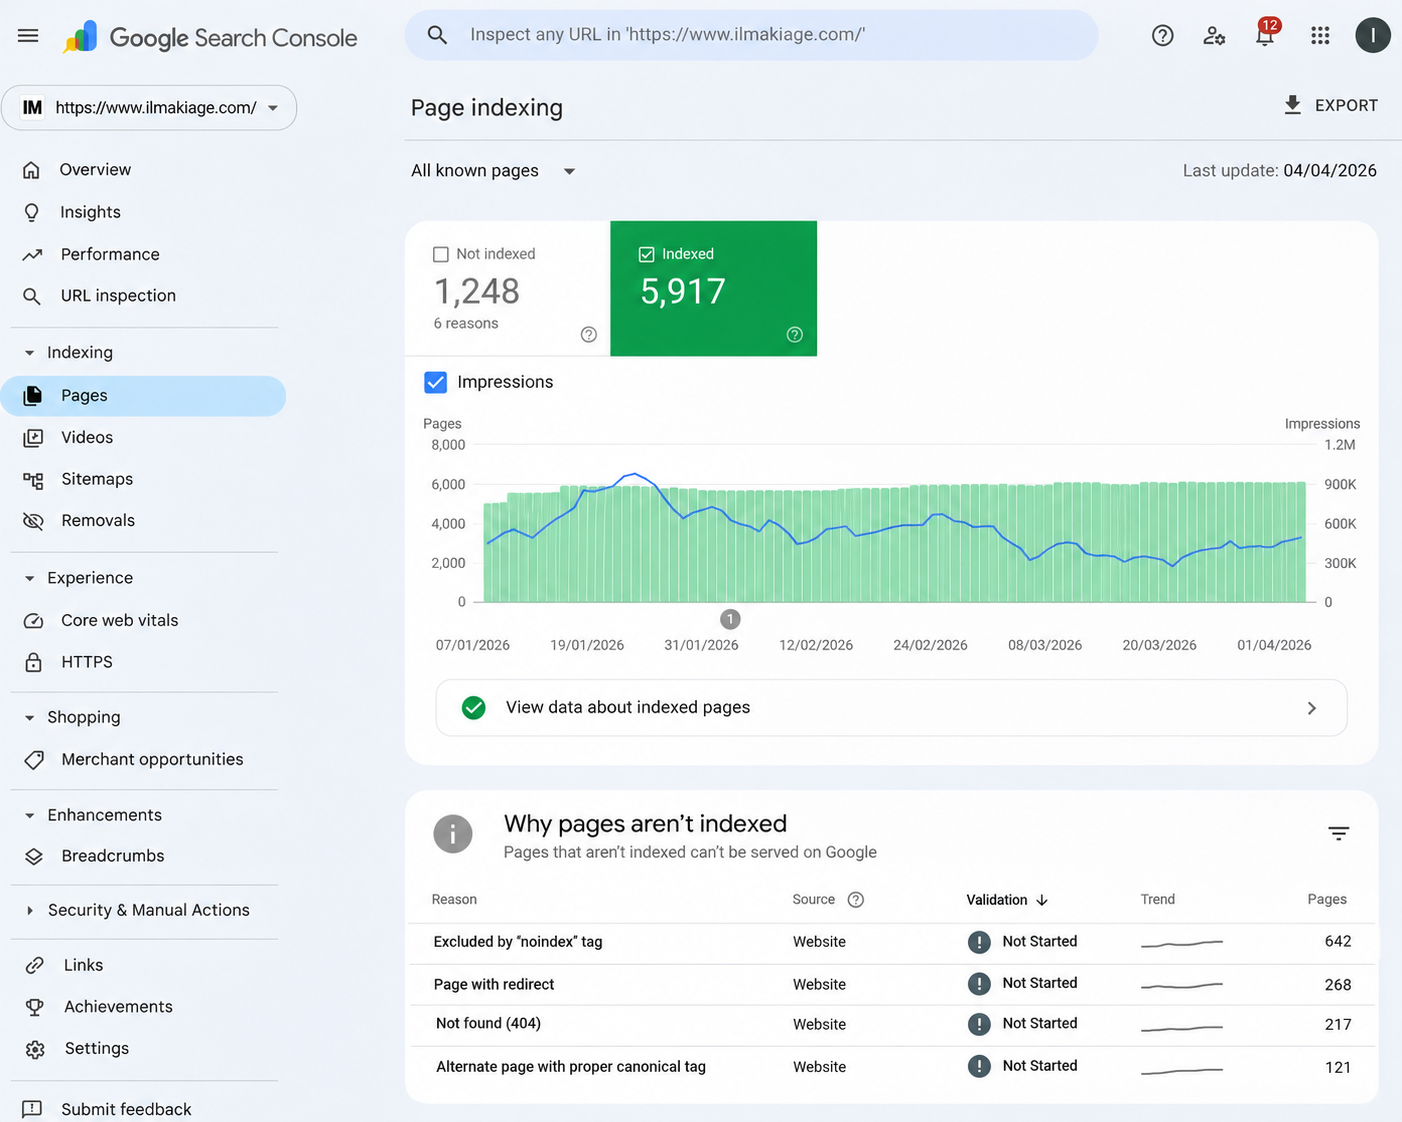 Google Search Console
Inspect any URL in 'https://www.ilmakiage.com/'
12
I
IM https://www.ilmakiage.com/
Overview
Insights
Performance
URL inspection
Indexing
Pages
Videos
Sitemaps
Removals
Experience
Core web vitals
HTTPS
Shopping
Merchant opportunities
Enhancements
Breadcrumbs
Security & Manual Actions
Links
Achievements
Settings
Submit feedback
Page indexing
EXPORT
All known pages
Last update: 04/04/2026
Not indexed
1,248
6 reasons
Indexed
5,917
Impressions
Pages
Impressions
8,000
1.2M
6,000
900K
4,000
600K
2,000
300K
0
0
1
07/01/2026 19/01/2026 31/01/2026 12/02/2026 24/02/2026 08/03/2026 20/03/2026 01/04/2026
View data about indexed pages
Why pages aren’t indexed
Pages that aren’t indexed can’t be served on Google
Reason Source Validation Trend Pages
Excluded by “noindex” tag Website Not Started 642
Page with redirect Website Not Started 268
Not found (404) Website Not Started 217
Alternate page with proper canonical tag Website Not Started 121